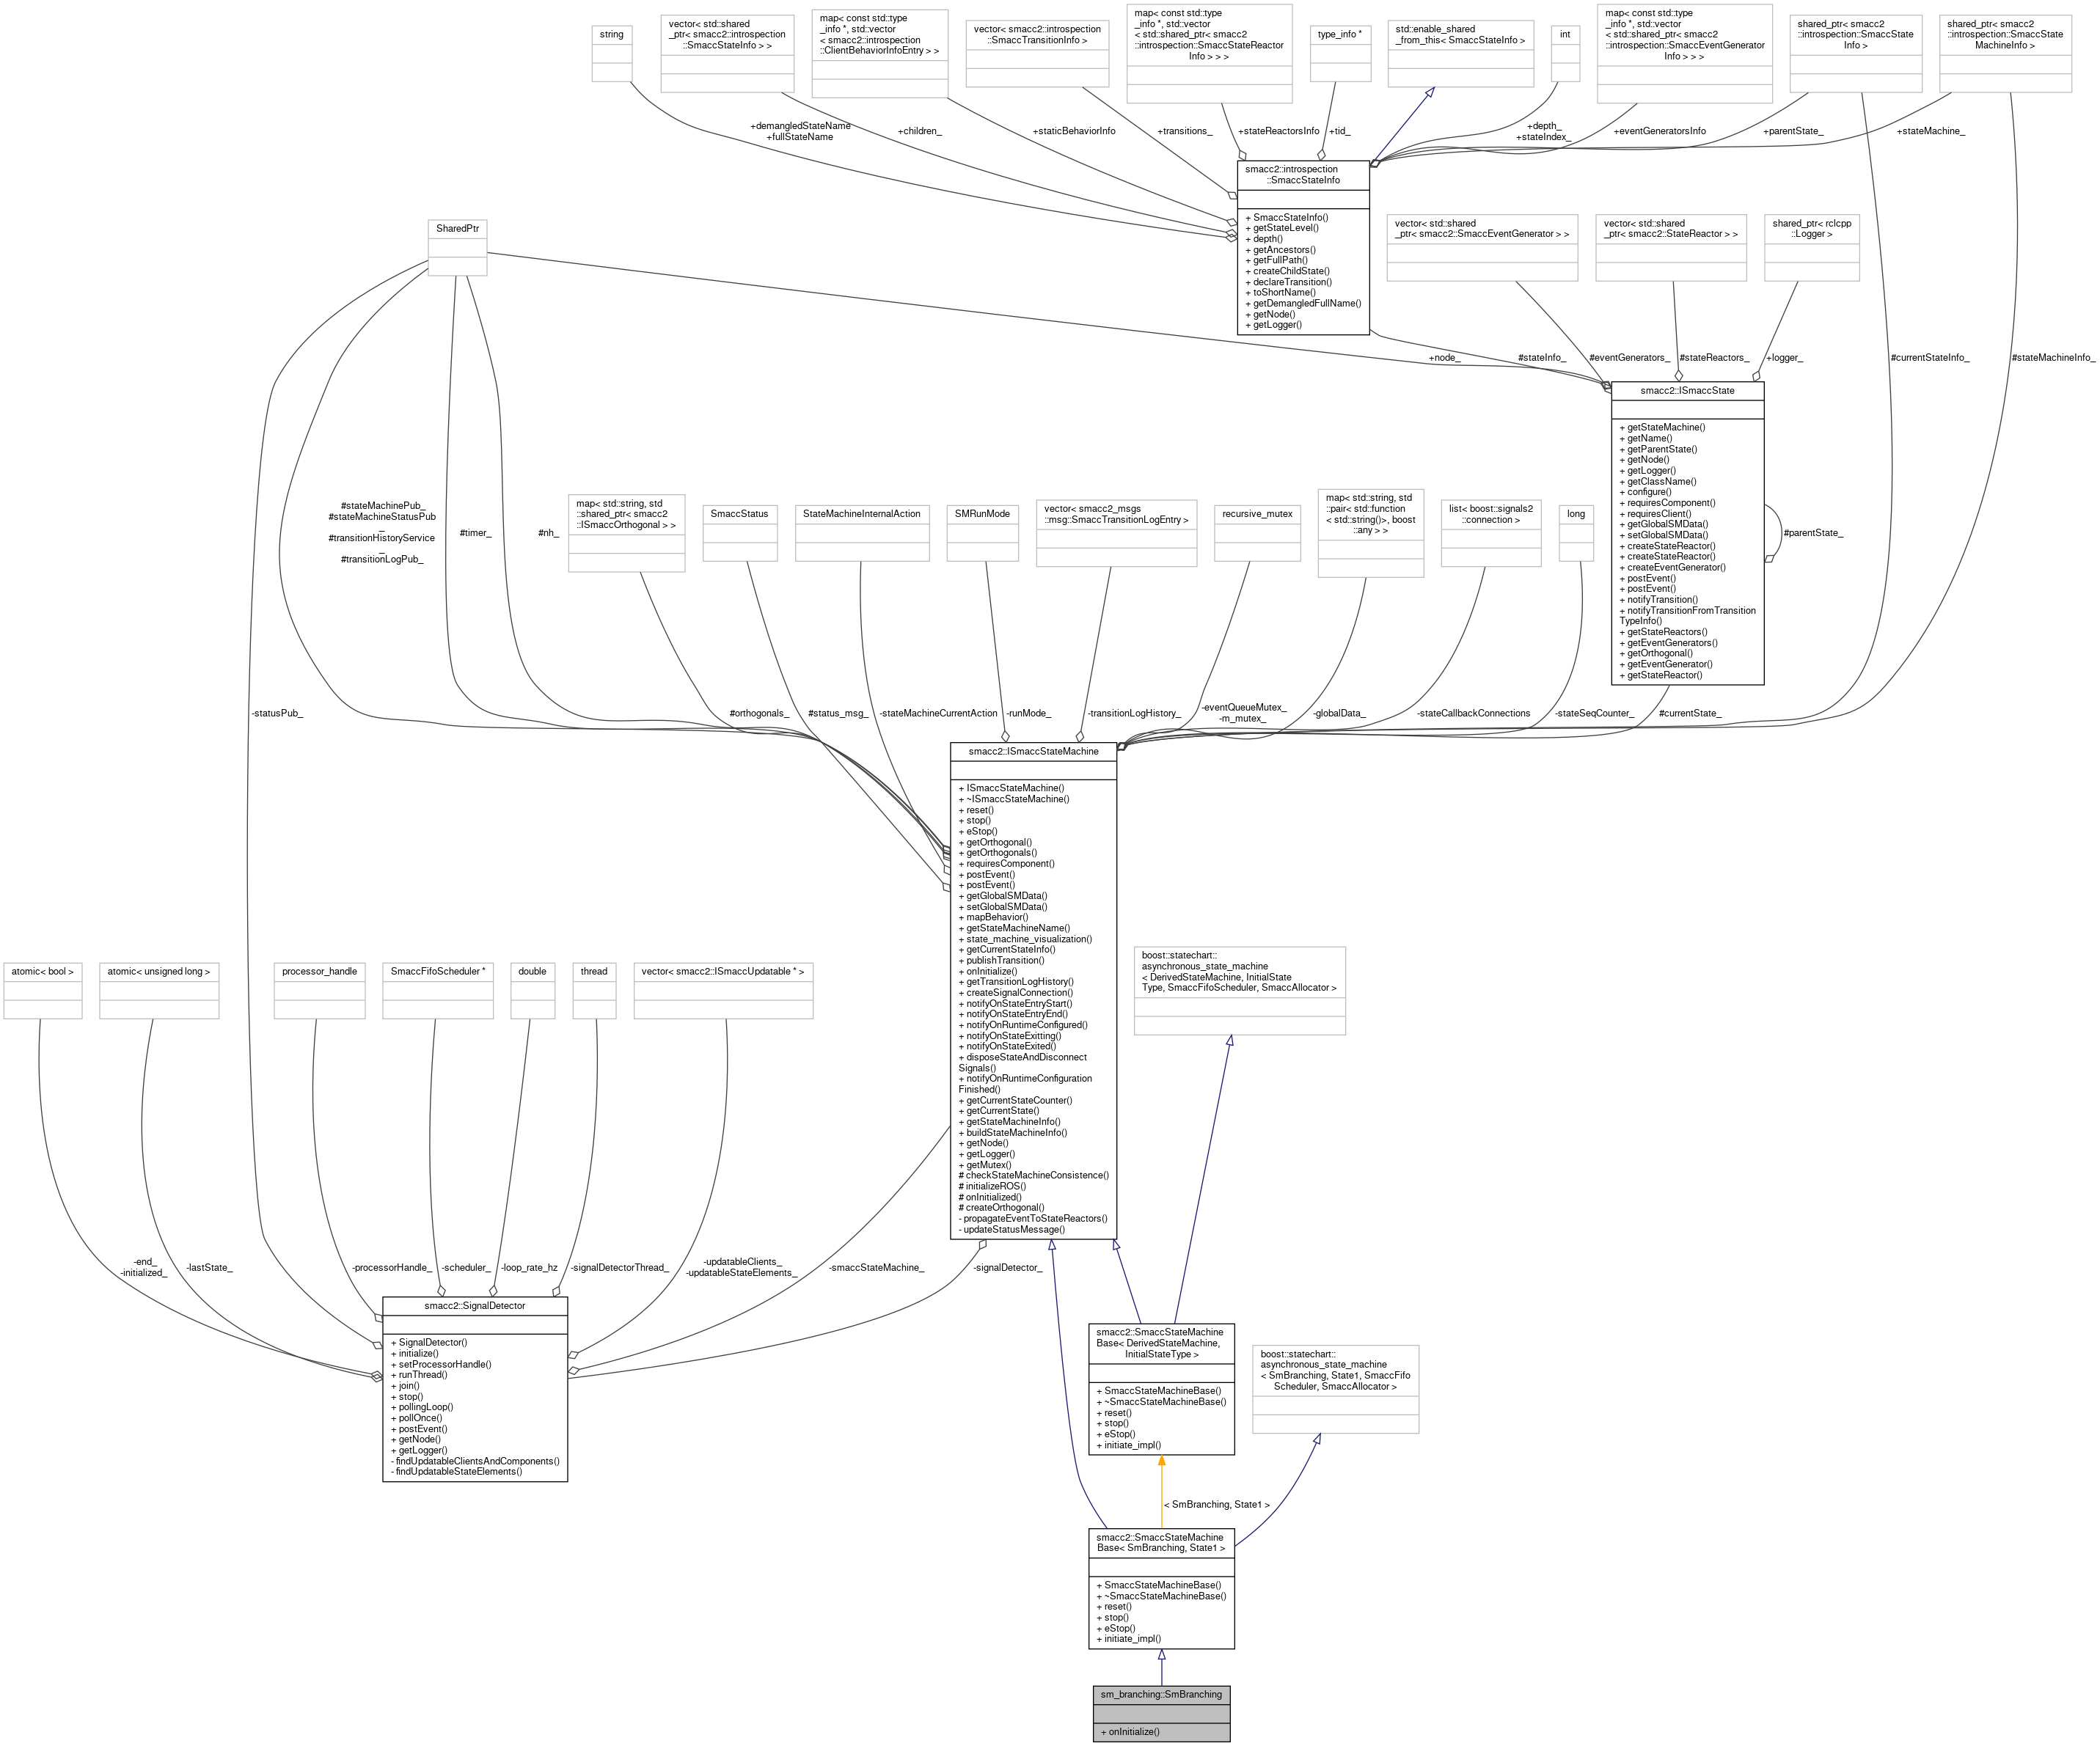 string
vector< std::shared
_ptr< smacc2::introspection
::SmaccStateInfo > >
map< const std::type
_info *, std::vector
< smacc2::introspection
::ClientBehaviorInfoEntry > >
vector< smacc2::introspection
::SmaccTransitionInfo >
map< const std::type
_info *, std::vector
< std::shared_ptr< smacc2
::introspection::SmaccStateReactor
Info > > >
type_info *
std::enable_shared
_from_this< SmaccStateInfo >
int
map< const std::type
_info *, std::vector
< std::shared_ptr< smacc2
::introspection::SmaccEventGenerator
Info > > >
shared_ptr< smacc2
::introspection::SmaccState
Info >
shared_ptr< smacc2
::introspection::SmaccState
MachineInfo >
+demangledStateName
+fullStateName
+children_
+staticBehaviorInfo
+transitions_
+stateReactorsInfo
+tid_
+depth_
+stateIndex_
+eventGeneratorsInfo
+parentState_
+stateMachine_
smacc2::introspection
::SmaccStateInfo
+ SmaccStateInfo()
+ getStateLevel()
+ depth()
+ getAncestors()
+ getFullPath()
+ createChildState()
+ declareTransition()
+ toShortName()
+ getDemangledFullName()
+ getNode()
+ getLogger()
SharedPtr
vector< std::shared
_ptr< smacc2::SmaccEventGenerator > >
vector< std::shared
_ptr< smacc2::StateReactor > >
shared_ptr< rclcpp
::Logger >
+node_
#stateInfo_
#eventGenerators_
#stateReactors_
+logger_
#currentStateInfo_
#stateMachineInfo_
smacc2::ISmaccState
+ getStateMachine()
+ getName()
+ getParentState()
+ getNode()
+ getLogger()
+ getClassName()
+ configure()
+ requiresComponent()
+ requiresClient()
+ getGlobalSMData()
+ setGlobalSMData()
+ createStateReactor()
+ createStateReactor()
+ createEventGenerator()
+ postEvent()
+ postEvent()
+ notifyTransition()
+ notifyTransitionFromTransition
TypeInfo()
+ getStateReactors()
+ getEventGenerators()
+ getOrthogonal()
+ getEventGenerator()
+ getStateReactor()
#parentState_
#stateMachinePub_
#stateMachineStatusPub
_
#transitionHistoryService
_
#transitionLogPub_
#timer_
#nh_
map< std::string, std
::shared_ptr< smacc2
::ISmaccOrthogonal > >
SmaccStatus
StateMachineInternalAction
SMRunMode
vector< smacc2_msgs
::msg::SmaccTransitionLogEntry >
recursive_mutex
map< std::string, std
::pair< std::function
< std::string()>, boost
::any > >
list< boost::signals2
::connection >
long
-statusPub_
#orthogonals_
#status_msg_
-stateMachineCurrentAction
-runMode_
-transitionLogHistory_
-eventQueueMutex_
-m_mutex_
-globalData_
-stateCallbackConnections
-stateSeqCounter_
#currentState_
smacc2::ISmaccStateMachine
+ ISmaccStateMachine()
+ ~ISmaccStateMachine()
+ reset()
+ stop()
+ eStop()
+ getOrthogonal()
+ getOrthogonals()
+ requiresComponent()
+ postEvent()
+ postEvent()
+ getGlobalSMData()
+ setGlobalSMData()
+ mapBehavior()
+ getStateMachineName()
+ state_machine_visualization()
+ getCurrentStateInfo()
+ publishTransition()
+ onInitialize()
+ getTransitionLogHistory()
+ createSignalConnection()
+ notifyOnStateEntryStart()
+ notifyOnStateEntryEnd()
+ notifyOnRuntimeConfigured()
+ notifyOnStateExitting()
+ notifyOnStateExited()
+ disposeStateAndDisconnect
Signals()
+ notifyOnRuntimeConfiguration
Finished()
+ getCurrentStateCounter()
+ getCurrentState()
+ getStateMachineInfo()
+ buildStateMachineInfo()
+ getNode()
+ getLogger()
+ getMutex()
# checkStateMachineConsistence()
# initializeROS()
# onInitialized()
# createOrthogonal()
- propagateEventToStateReactors()
- updateStatusMessage()
atomic< bool >
atomic< unsigned long >
processor_handle
SmaccFifoScheduler *
double
thread
vector< smacc2::ISmaccUpdatable * >
boost::statechart::
asynchronous_state_machine
< DerivedStateMachine, InitialState
Type, SmaccFifoScheduler, SmaccAllocator >
-end_
-initialized_
-lastState_
-processorHandle_
-scheduler_
-loop_rate_hz
-signalDetectorThread_
-updatableClients_
-updatableStateElements_
-smaccStateMachine_
-signalDetector_
smacc2::SignalDetector
+ SignalDetector()
+ initialize()
+ setProcessorHandle()
+ runThread()
+ join()
+ stop()
+ pollingLoop()
+ pollOnce()
+ postEvent()
+ getNode()
+ getLogger()
- findUpdatableClientsAndComponents()
- findUpdatableStateElements()
smacc2::SmaccStateMachine
Base< DerivedStateMachine,
InitialStateType >
+ SmaccStateMachineBase()
+ ~SmaccStateMachineBase()
+ reset()
+ stop()
+ eStop()
+ initiate_impl()
boost::statechart::
asynchronous_state_machine
< SmBranching, State1, SmaccFifo
Scheduler, SmaccAllocator >
< SmBranching, State1 >
smacc2::SmaccStateMachine
Base< SmBranching, State1 >
+ SmaccStateMachineBase()
+ ~SmaccStateMachineBase()
+ reset()
+ stop()
+ eStop()
+ initiate_impl()
sm_branching::SmBranching
+ onInitialize()